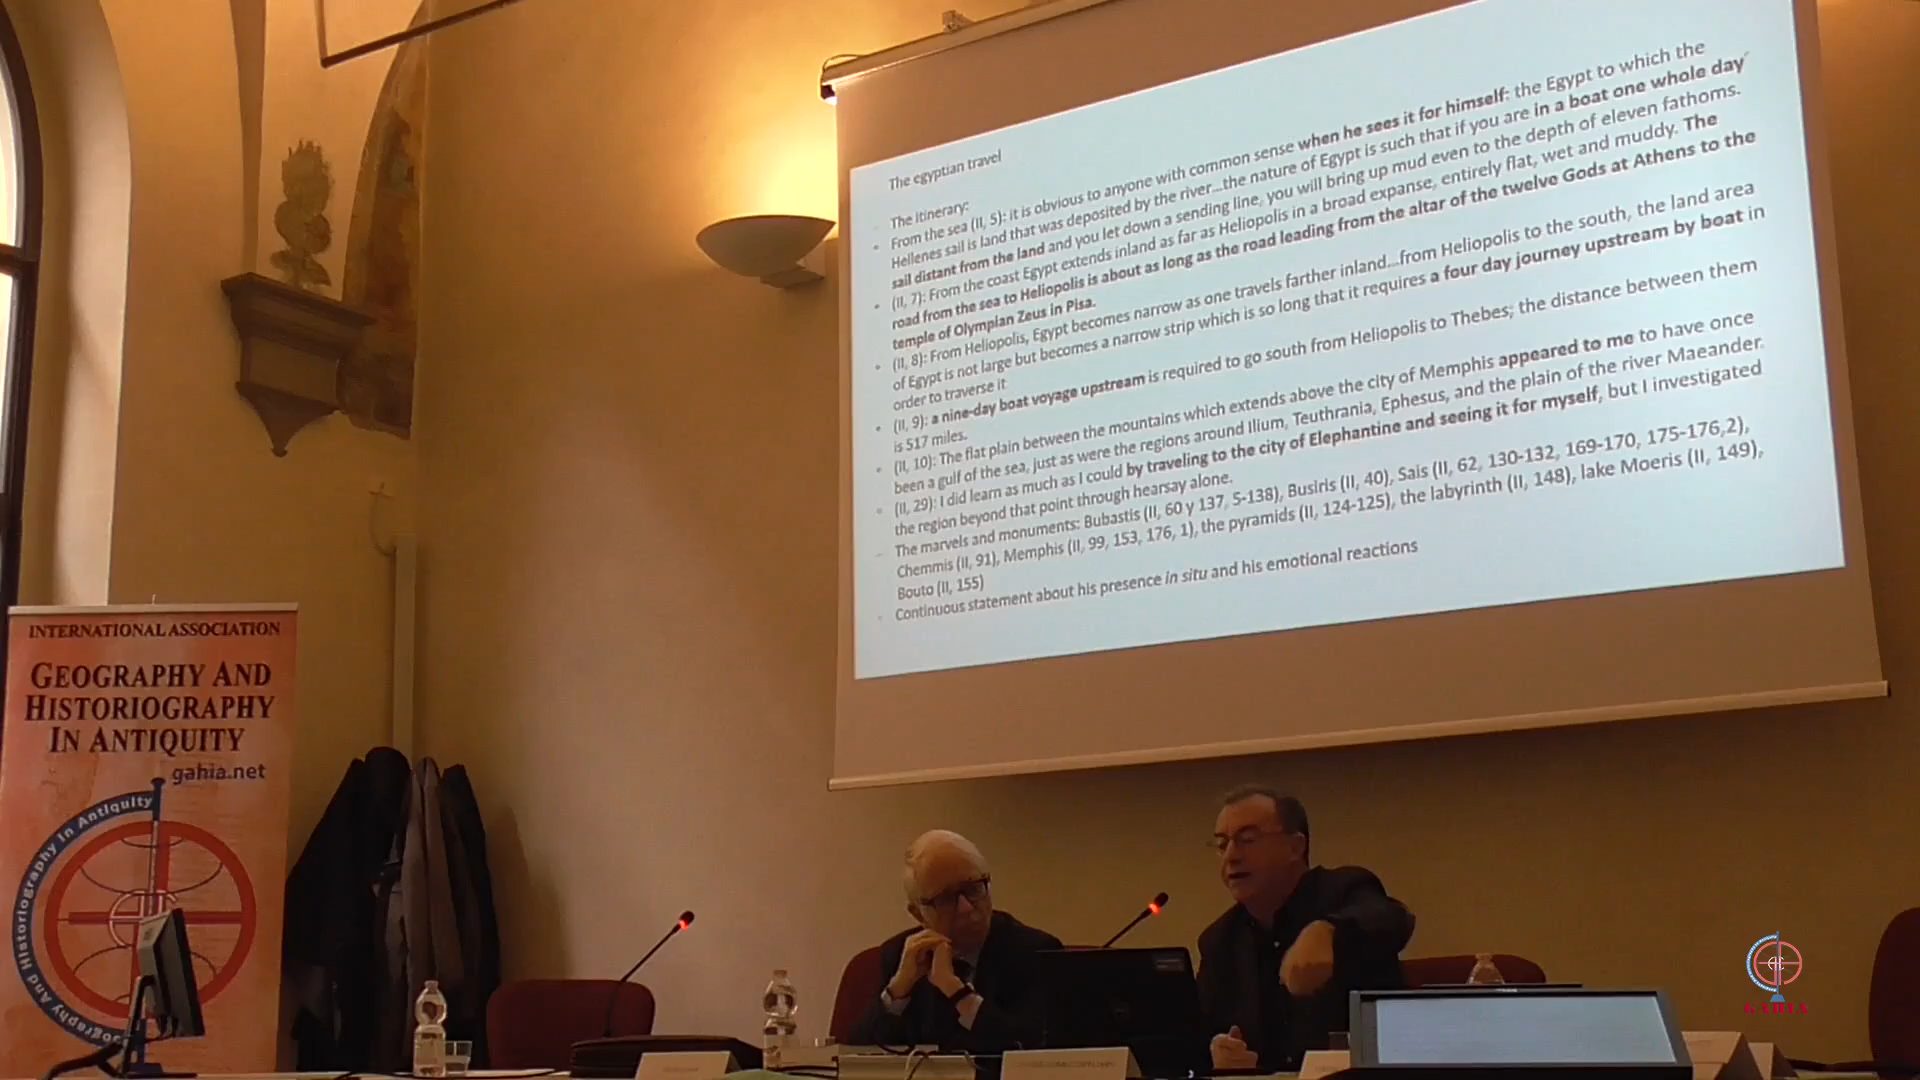 The egyptian travel
The itinerary:
From the sea (II, 5): it is obvious to anyone with common sense when he sees it for himself: the Egypt to which the
Hellenes sail is land that was deposited by the river...the nature of Egypt is such that if you are in a boat one whole day
sail distant from the land and you let down a sending line, you will bring up mud even to the depth of eleven fathoms.
(II, 7): From the coast Egypt extends inland as far as Heliopolis in a broad expanse, entirely flat, wet and muddy. The
road from the sea to Heliopolis is about as long as the road leading from the altar of the twelve Gods at Athens to the
temple of Olympian Zeus in Pisa.
(II, 8): From Heliopolis, Egypt becomes narrow as one travels farther inland...from Heliopolis to the south, the land area
of Egypt is not large but becomes a narrow strip which is so long that it requires a four day journey upstream by boat in
order to traverse it
(II, 9): a nine-day boat voyage upstream is required to go south from Heliopolis to Thebes; the distance between them
is 517 miles.
(II, 10): The flat plain between the mountains which extends above the city of Memphis appeared to me to have once
been a gulf of the sea, just as were the regions around Ilium, Teuthrania, Ephesus, and the plain of the river Maeander.
(II, 29): I did learn as much as I could by traveling to the city of Elephantine and seeing it for myself, but I investigated
the region beyond that point through hearsay alone.
The marvels and monuments: Bubastis (II, 60 y 137, 5-138), Busiris (II, 40), Sais (II, 62, 130-132, 169-170, 175-176,2),
Chemmis (II, 91), Memphis (II, 99, 153, 176, 1), the pyramids (II, 124-125), the labyrinth (II, 148), lake Moeris (II, 149),
Bouto (II, 155)
Continuous statement about his presence in situ and his emotional reactions
INTERNATIONAL ASSOCIATION
GEOGRAPHY AND
HISTORIOGRAPHY
IN ANTIQUITY
gahia.net
Geography And Historiography In Antiquity
GAHIA